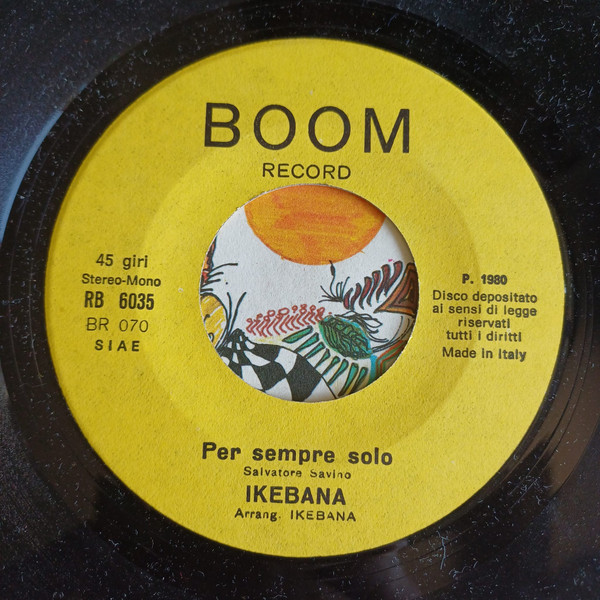 BOOM
RECORD
45 giri
Stereo-Mono
RB 6035
BR 070
SIAE
P. 1980
Disco depositato
ai sensi di legge
riservati
tutti i diritti
Made in Italy
Per sempre solo
Salvatore Savino
IKEBANA
Arrang. IKEBANA